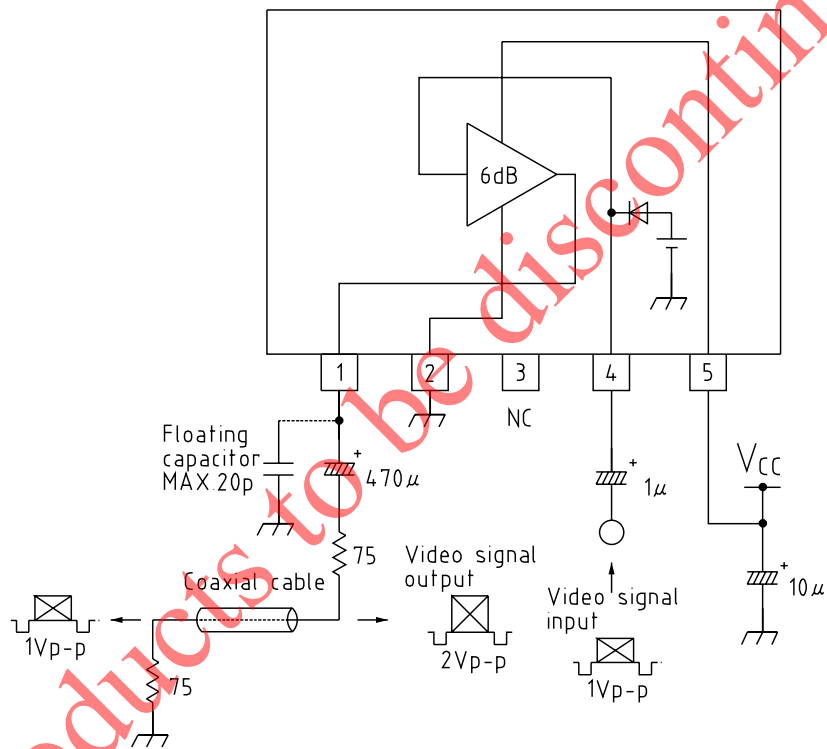 6dB
1
2
3
4
5
NC
Floating
capacitor
MAX.20p
+
470μ
75
+
1μ
VCC
+
10μ
Coaxial cable
Video signal
output
Video signal
input
1Vp-p
2Vp-p
1Vp-p
75
oducts to be discontin